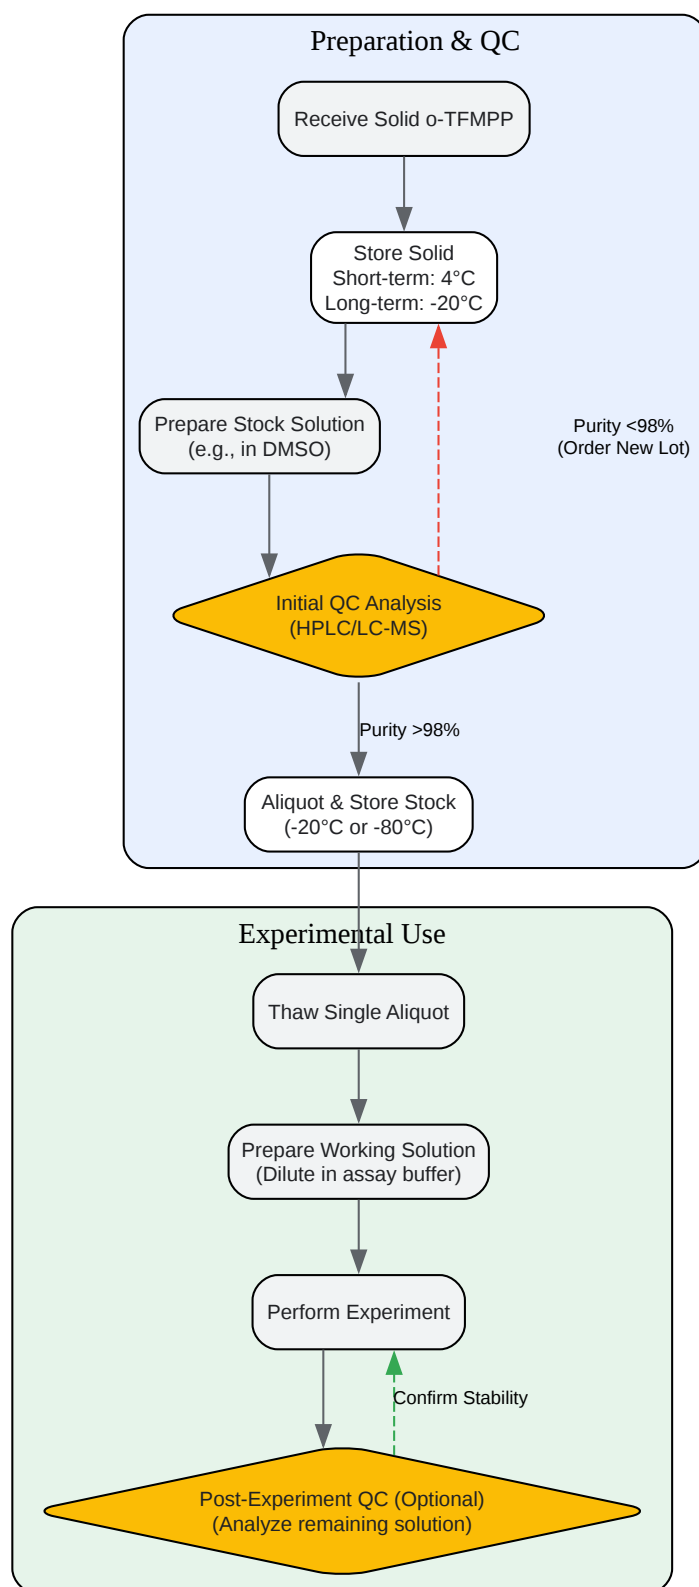 Preparation & QC
Receive Solid o-TFMPP
Store Solid
Short-term: 4°C
Long-term: -20°C
Prepare Stock Solution
(e.g., in DMSO)
Purity <98%
(Order New Lot)
Initial QC Analysis
(HPLC/LC-MS)
Purity >98%
Aliquot & Store Stock
(-20°C or -80°C)
Experimental Use
Thaw Single Aliquot
Prepare Working Solution
(Dilute in assay buffer)
Perform Experiment
Confirm Stability
Post-Experiment QC (Optional)
(Analyze remaining solution)